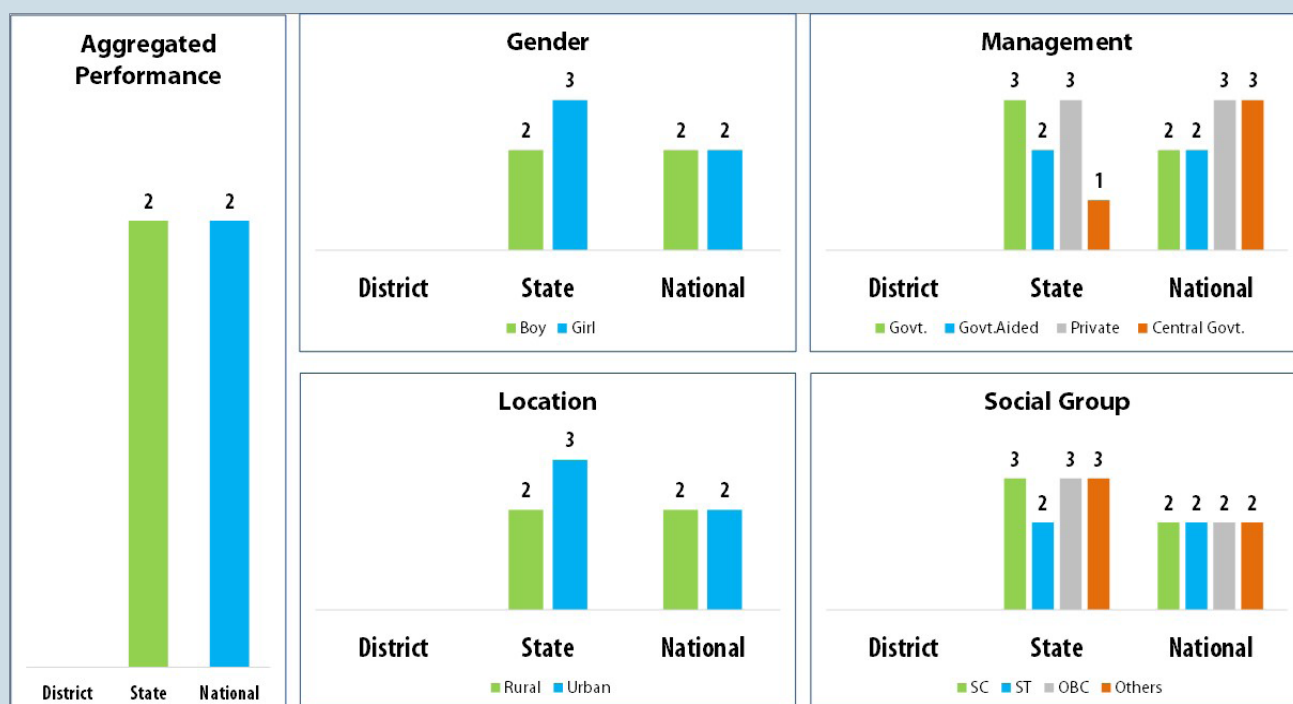 Aggregated
Performance
2 2
District State National
Gender
3
2 2 2
District State National
Boy Girl
Management
3 3 3 3
2 2 2
1
District State National
Govt. Govt.Aided Private Central Govt.
Location
3
2 2 2
District State National
Rural Urban
Social Group
3 3 3
2 2 2 2 2
District State National
SC ST OBC Others